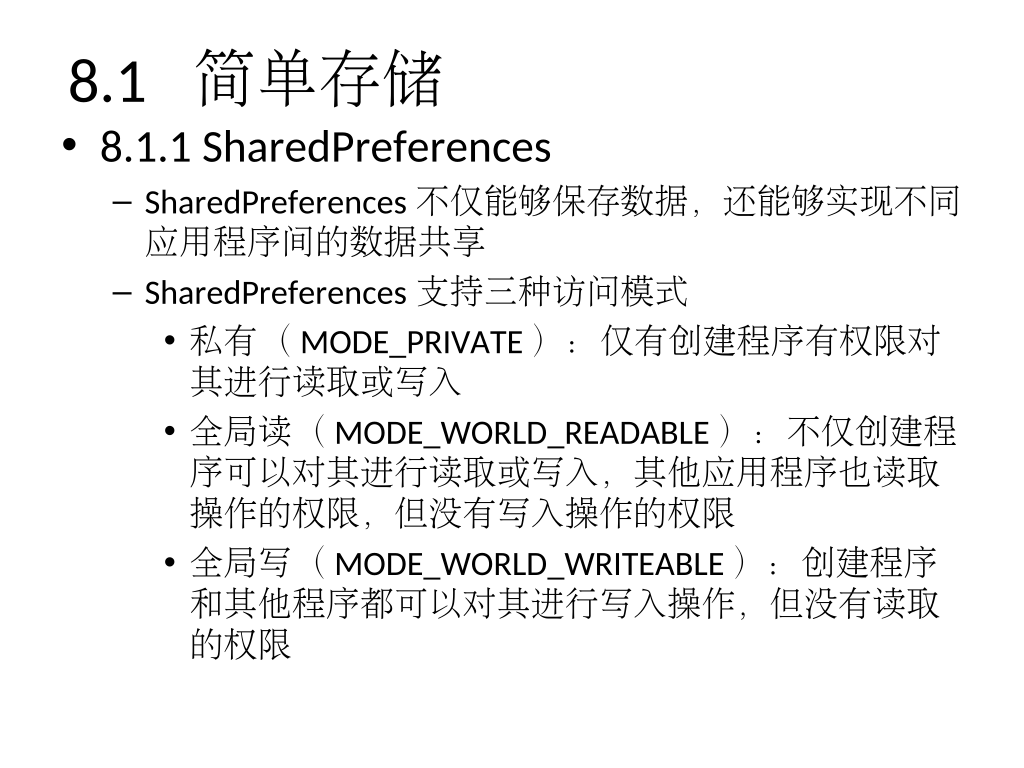 8.1 简单存储
• 8.1.1 SharedPreferences
– SharedPreferences 不仅能够保存数据，还能够实现不同
应用程序间的数据共享
– SharedPreferences 支持三种访问模式
• 私有（MODE_PRIVATE）：仅有创建程序有权限对
其进行读取或写入
• 全局读（MODE_WORLD_READABLE）：不仅创建程
序可以对其进行读取或写入，其他应用程序也读取
操作的权限，但没有写入操作的权限
• 全局写（MODE_WORLD_WRITEABLE）：创建程序
和其他程序都可以对其进行写入操作，但没有读取
的权限